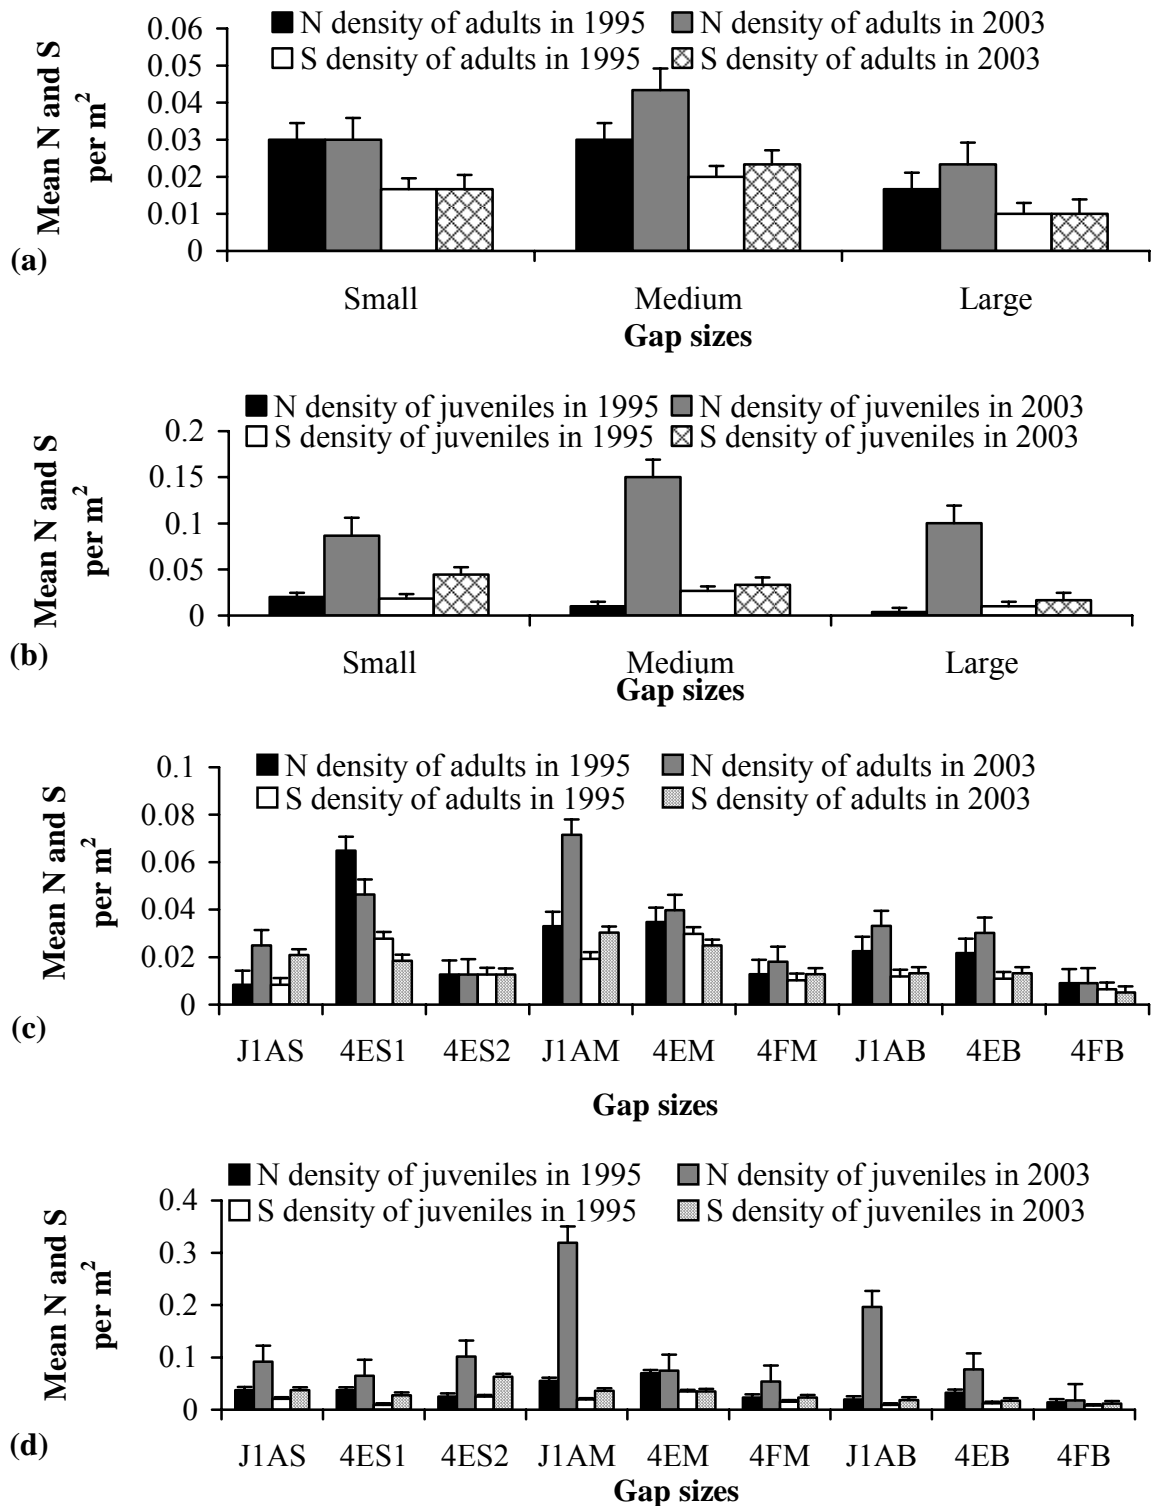 N density of adults in 1995 N density of adults in 2003
S density of adults in 1995 S density of adults in 2003
Mean N and S
per m²
0.06
0.05
0.04
0.03
0.02
0.01
0
(a)
Small Medium Large
Gap sizes
N density of juveniles in 1995 N density of juveniles in 2003
S density of juveniles in 1995 S density of juveniles in 2003
Mean N and S
per m²
0.2
0.15
0.1
0.05
0
(b)
Small Medium Large
Gap sizes
N density of adults in 1995 N density of adults in 2003
S density of adults in 1995 S density of adults in 2003
Mean N and S
per m²
0.1
0.08
0.06
0.04
0.02
0
(c)
J1AS 4ES1 4ES2 J1AM 4EM 4FM J1AB 4EB 4FB
Gap sizes
N density of juveniles in 1995 N density of juveniles in 2003
S density of juveniles in 1995 S density of juveniles in 2003
Mean N and S
per m²
0.4
0.3
0.2
0.1
0
(d)
J1AS 4ES1 4ES2 J1AM 4EM 4FM J1AB 4EB 4FB
Gap sizes